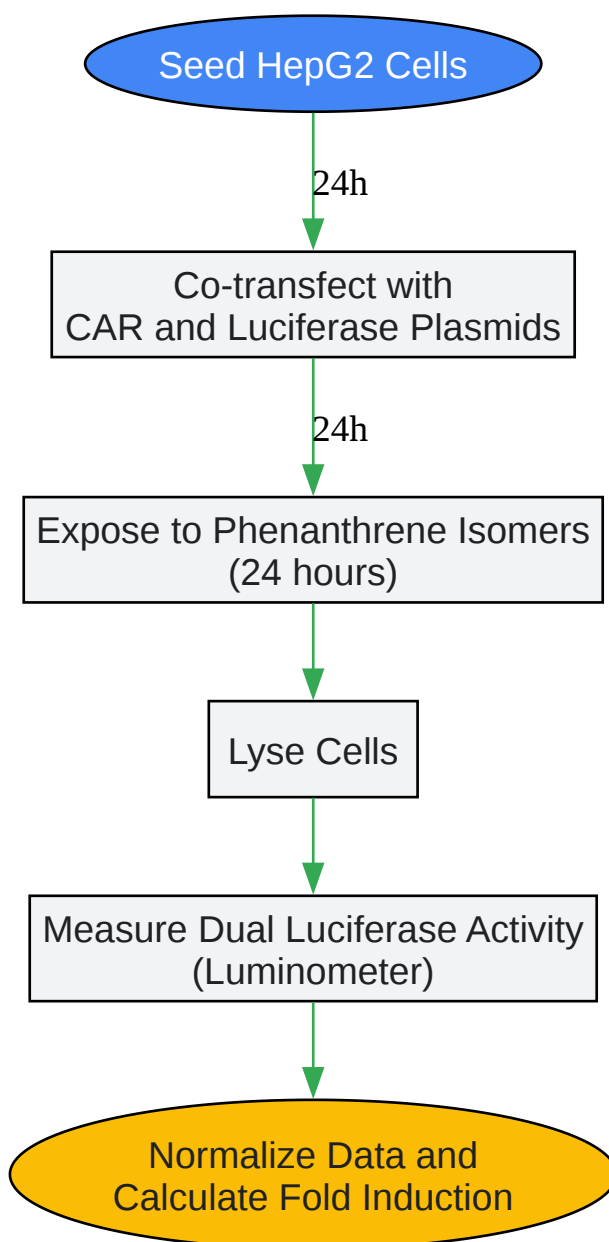 Seed HepG2 Cells
24h
Co-transfect with
CAR and Luciferase Plasmids
24h
Expose to Phenanthrene Isomers
(24 hours)
Lyse Cells
Measure Dual Luciferase Activity
(Luminometer)
Normalize Data and
Calculate Fold Induction